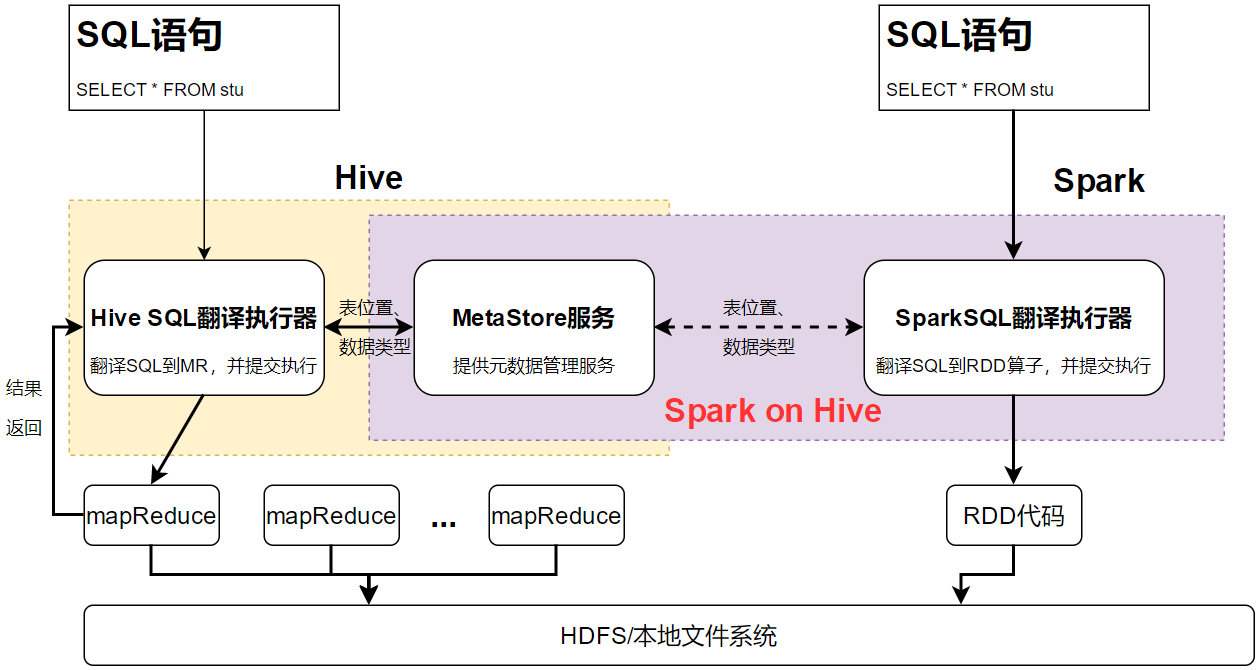 SQL语句
SELECT * FROM stu
SQL语句
SELECT * FROM stu
Hive
Spark
Hive SQL翻译执行器
翻译SQL到MR，并提交执行
表位置、
数据类型
MetaStore服务
提供元数据管理服务
表位置、
数据类型
SparkSQL翻译执行器
翻译SQL到RDD算子，并提交执行
Spark on Hive
结果
返回
mapReduce
mapReduce
...
mapReduce
RDD代码
HDFS/本地文件系统